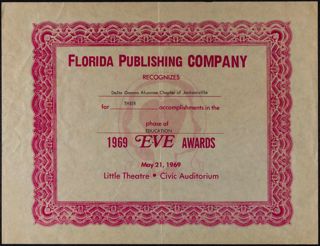 FLORIDA PUBLISHING COMPANY
RECOGNIZES
Delta Gamma Alumnae Chapter of Jacksonville
for THEIR accomplishments in the
phase of
EDUCATION
1969 EVE AWARDS
May 21, 1969
Little Theatre • Civic Auditorium